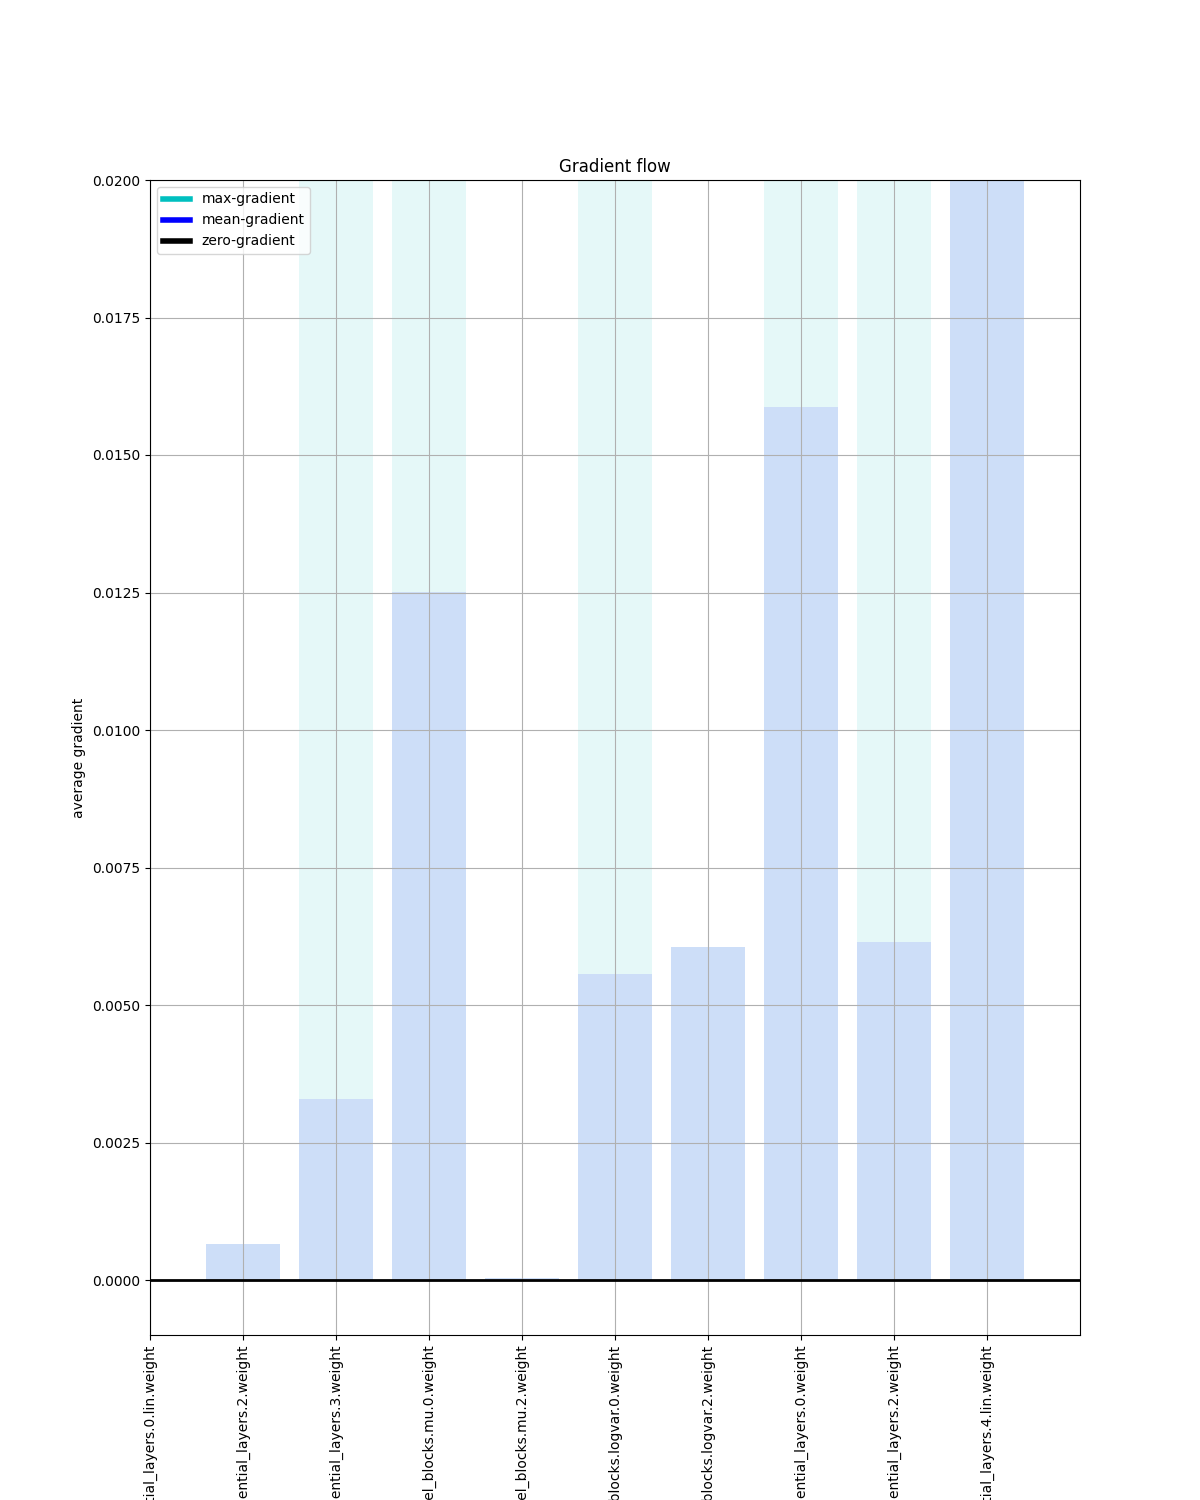 Gradient flow
max-gradient
mean-gradient
zero-gradient
0.0200
0.0175
0.0150
0.0125
0.0100
0.0075
0.0050
0.0025
0.0000
average gradient
tial_layers.0.lin.weight
ential_layers.2.weight
ential_layers.3.weight
el_blocks.mu.0.weight
el_blocks.mu.2.weight
blocks.logvar.0.weight
blocks.logvar.2.weight
ential_layers.0.weight
ential_layers.2.weight
tial_layers.4.lin.weight